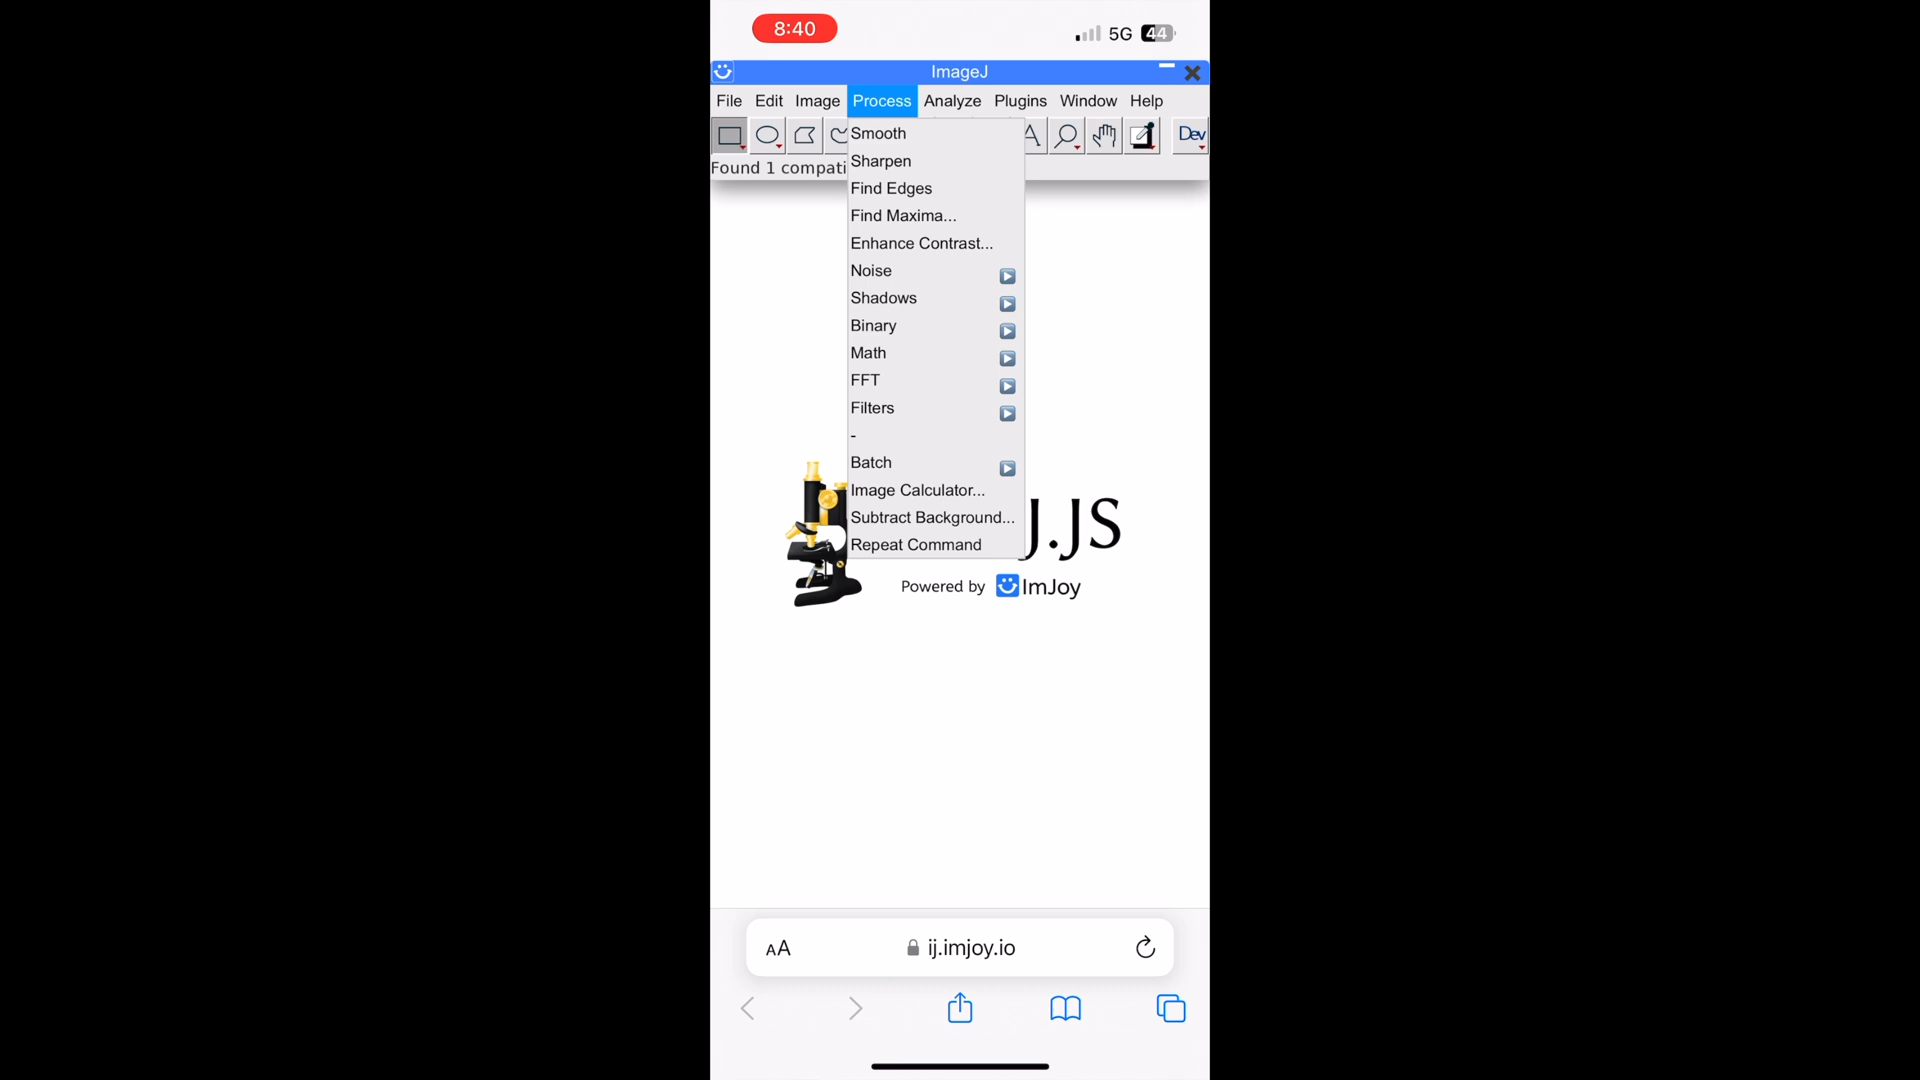 8:40
5G 44
ImageJ
File Edit Image Process Analyze Plugins Window Help
A Dev
Found 1 compati
Smooth
Sharpen
Find Edges
Find Maxima...
Enhance Contrast...
Noise
Shadows
Binary
Math
FFT
Filters
-
Batch
Image Calculator...
Subtract Background...
Repeat Command
J.JS
Powered by ImJoy
AA ij.imjoy.io